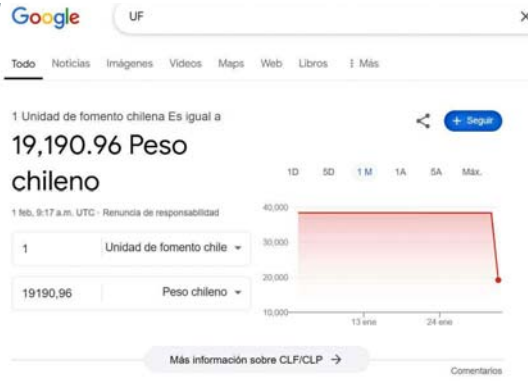 Google
UF
Todo Noticias Imágenes Videos Maps Web Libros Más
1 Unidad de fomento chilena Es igual a
19,190.96 Peso
chileno
+ Seguir
1 feb, 9:17 a.m. UTC · Renuncia de responsabilidad
1 Unidad de fomento chile
19190,96 Peso chileno
1D 5D 1 M 1A 5A Máx.
40,000
30,000
20,000
10,000
13 ene 24 ene
Más información sobre CLF/CLP →
Comentarios